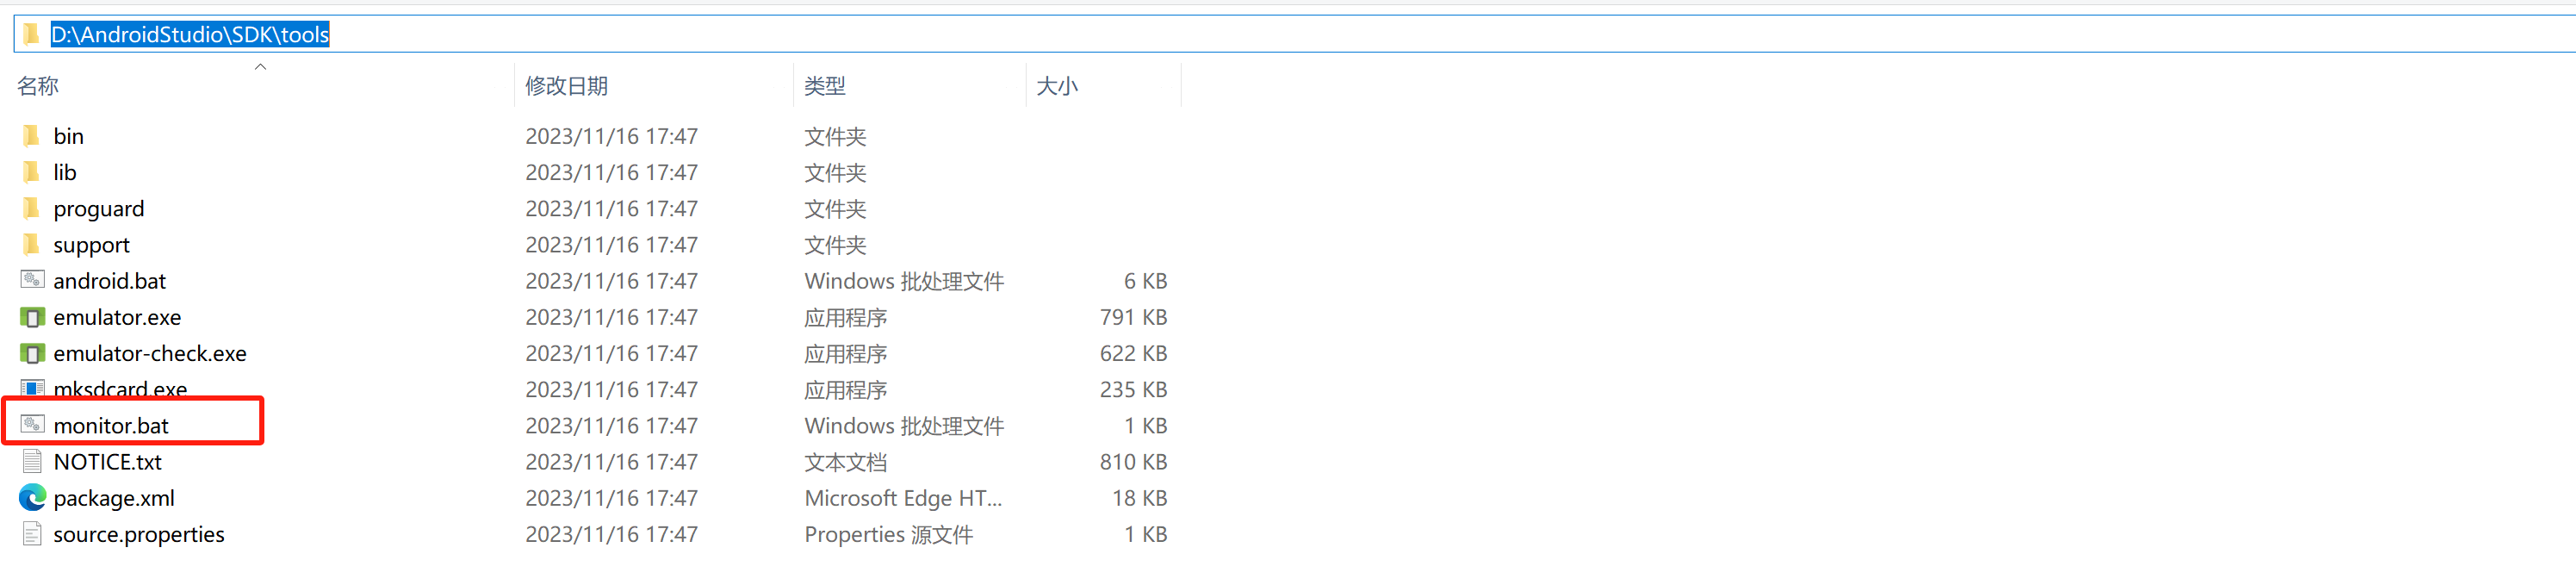 D:\AndroidStudio\SDK\tools
名称 修改日期 类型 大小
bin 2023/11/16 17:47 文件夹
lib 2023/11/16 17:47 文件夹
proguard 2023/11/16 17:47 文件夹
support 2023/11/16 17:47 文件夹
android.bat 2023/11/16 17:47 Windows 批处理文件 6 KB
emulator.exe 2023/11/16 17:47 应用程序 791 KB
emulator-check.exe 2023/11/16 17:47 应用程序 622 KB
mksdcard.exe 2023/11/16 17:47 应用程序 235 KB
monitor.bat 2023/11/16 17:47 Windows 批处理文件 1 KB
NOTICE.txt 2023/11/16 17:47 文本文档 810 KB
package.xml 2023/11/16 17:47 Microsoft Edge HT... 18 KB
source.properties 2023/11/16 17:47 Properties 源文件 1 KB